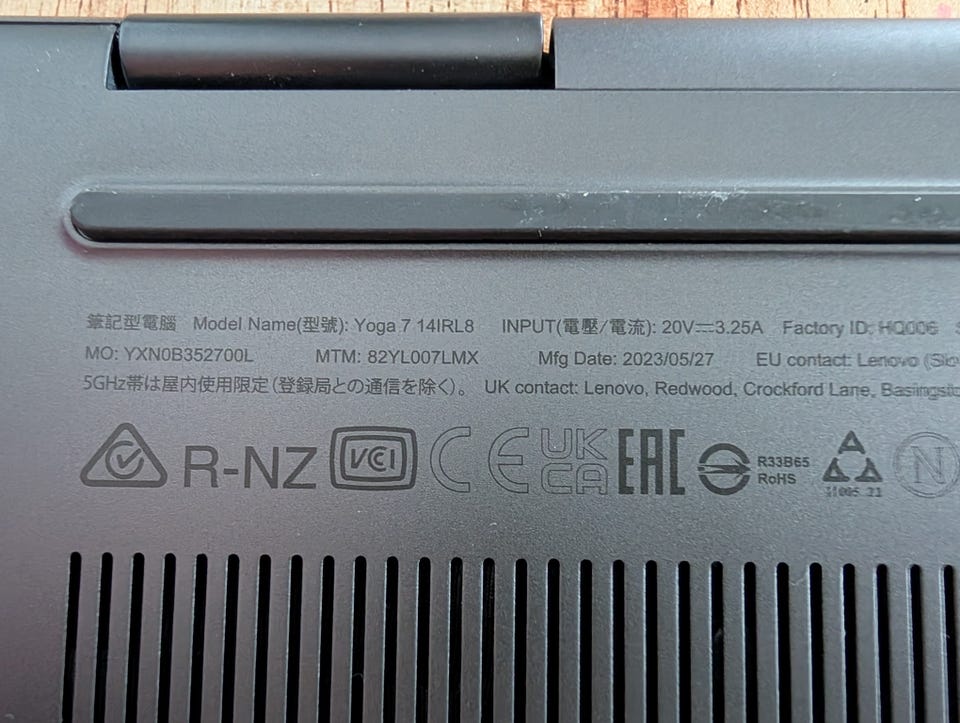 筆記型電腦 Model Name(型號): Yoga 7 14IRL8 INPUT(電壓/電流): 20V⎓3.25A Factory ID: HQ006 S
MO: YXN0B352700L MTM: 82YL007LMX Mfg Date: 2023/05/27 EU contact: Lenovo (Slo
5GHz帯は屋内使用限定（登録局との通信を除く）。 UK contact: Lenovo, Redwood, Crockford Lane, Basingsto
R-NZ VCI CE UK CA EAC R33B65 RoHS N